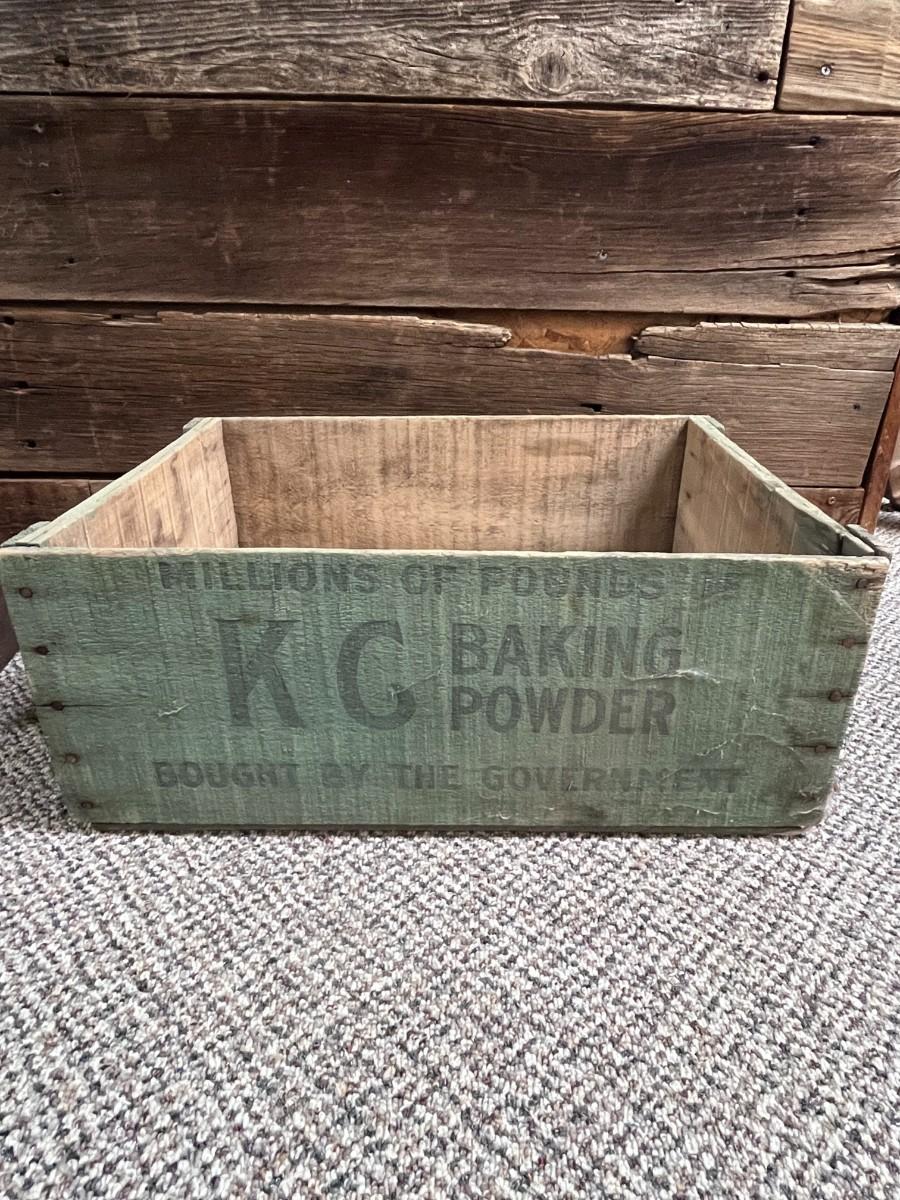 MILLIONS OF POUNDS
KC BAKING
POWDER
BOUGHT BY THE GOVERNMENT